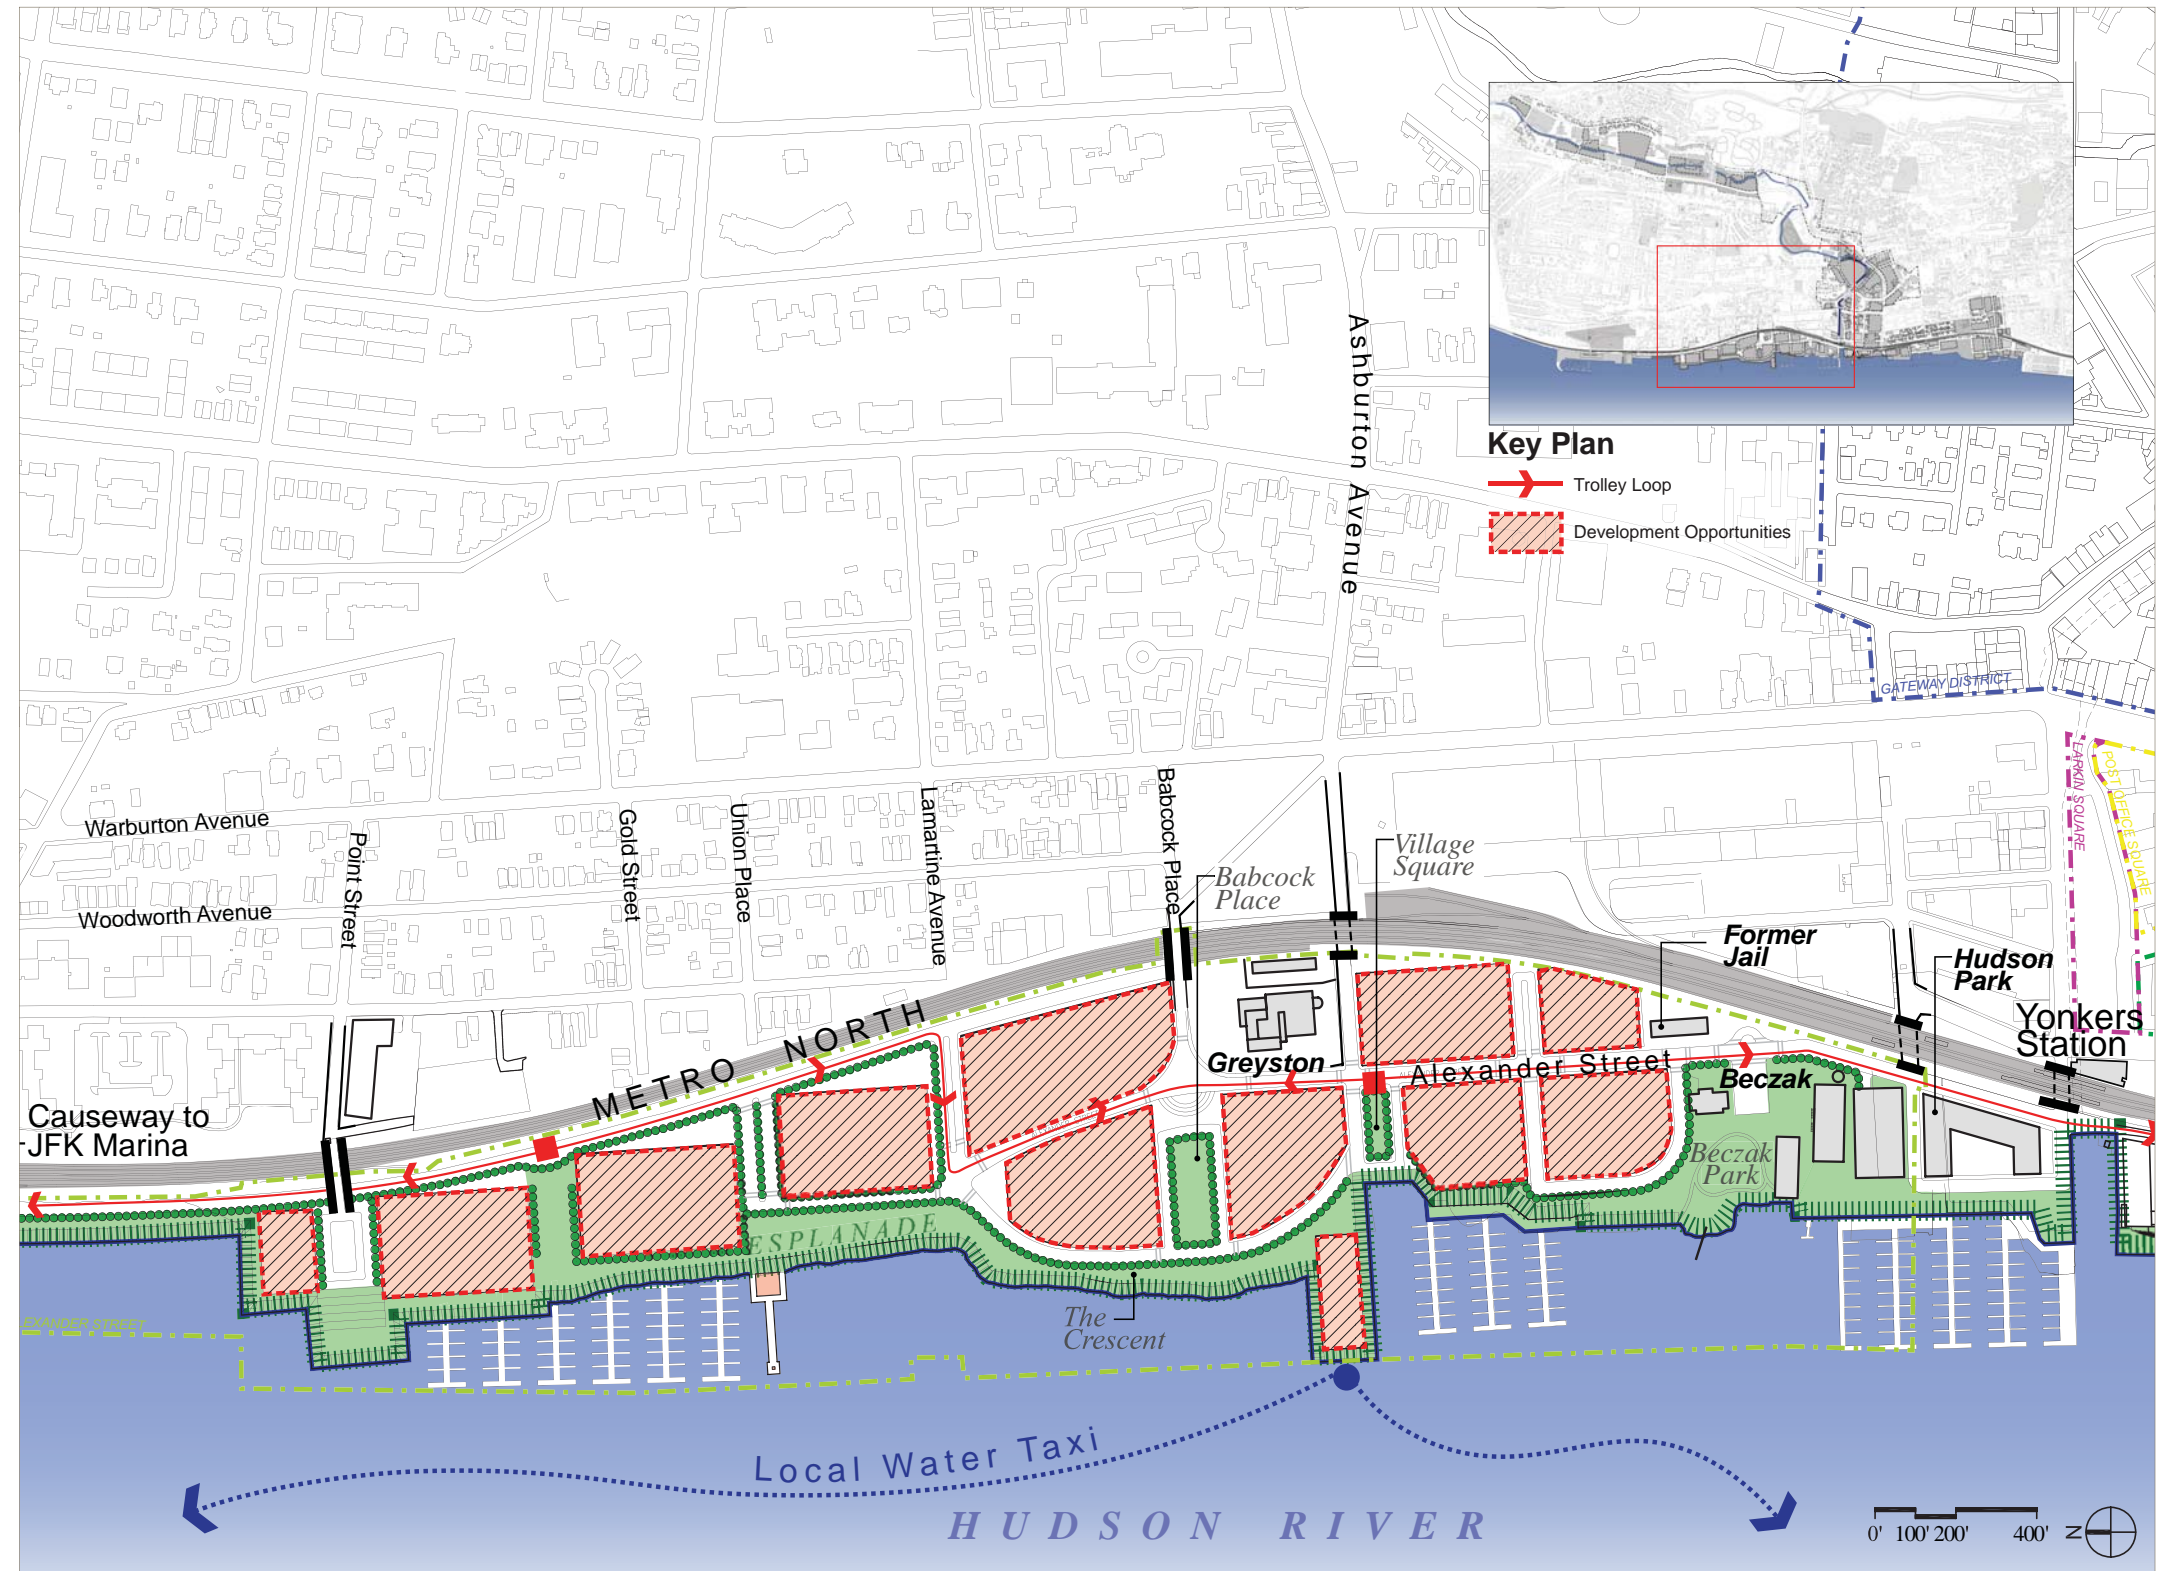 Ashburton Avenue
Key Plan
Trolley Loop
Development Opportunities
GATEWAY DISTRICT
LARKIN SQUARE
POST OFFICE SQUARE
Warburton Avenue
Woodworth Avenue
Point Street
Gold Street
Union Place
Lamartine Avenue
Babcock Place
Village
Square
Babcock
Place
Former
Jail
Hudson
Park
Yonkers
Station
METRO NORTH
Greyston
Alexander Street
Beczak
Causeway to
JFK Marina
Beczak
Park
ESPLANADE
The
Crescent
EXANDER STREET
Local Water Taxi
HUDSON RIVER
0' 100' 200' 400'
N